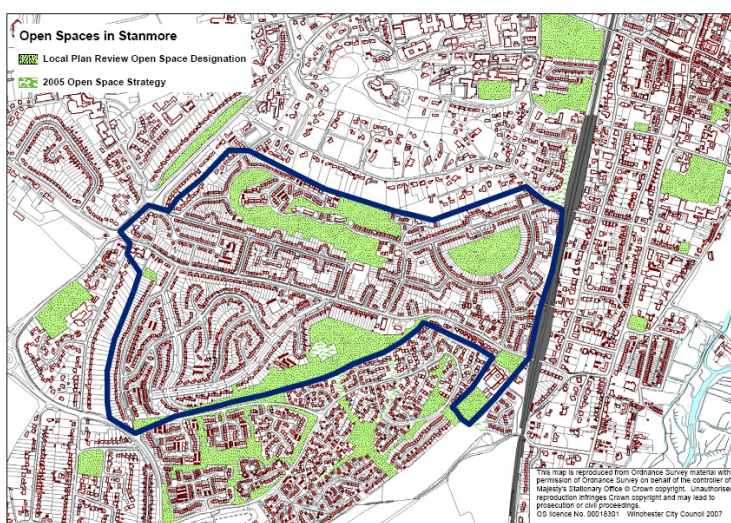 Open Spaces in Stanmore
Local Plan Review Open Space Designation
2005 Open Space Strategy
This map is reproduced from Ordnance Survey material with
permission of Ordnance Survey on behalf of the controller of
Majesty's Stationary Office © Crown copyright. Unauthorised
reproduction infringes Crown copyright and may lead to
prosecution or civil proceedings.
OS licence No. 00018301 Winchester City Council 2007